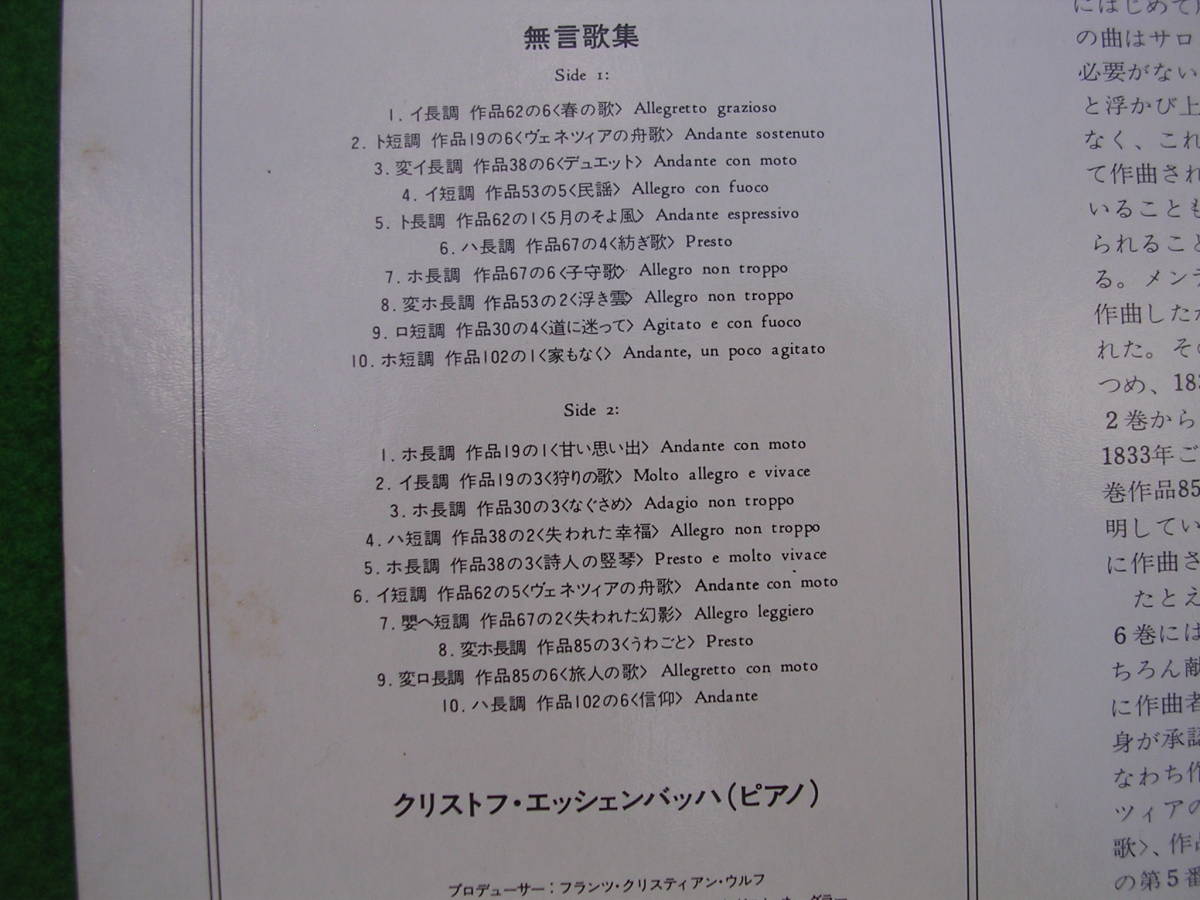 無言歌集
Side 1:
1. イ長調 作品62の6〈春の歌〉 Allegretto grazioso
2. ト短調 作品19の6〈ヴェネツィアの舟歌〉 Andante sostenuto
3. 変イ長調 作品38の6〈デュエット〉 Andante con moto
4. イ短調 作品53の5〈民謡〉 Allegro con fuoco
5. ト長調 作品62の1〈5月のそよ風〉 Andante espressivo
6. ハ長調 作品67の4〈紡ぎ歌〉 Presto
7. ホ長調 作品67の6〈子守歌〉 Allegro non troppo
8. 変ホ長調 作品53の2〈浮き雲〉 Allegro non troppo
9. ロ短調 作品30の4〈道に迷って〉 Agitato e con fuoco
10. ホ短調 作品102の1〈家もなく〉 Andante, un poco agitato
Side 2:
1. ホ長調 作品19の1〈甘い思い出〉 Andante con moto
2. イ長調 作品19の3〈狩りの歌〉 Molto allegro e vivace
3. ホ長調 作品30の3〈なぐさめ〉 Adagio non troppo
4. ハ短調 作品38の2〈失われた幸福〉 Allegro non troppo
5. ホ長調 作品38の3〈詩人の竪琴〉 Presto e molto vivace
6. イ短調 作品62の5〈ヴェネツィアの舟歌〉 Andante con moto
7. 嬰ヘ短調 作品67の2〈失われた幻影〉 Allegro leggiero
8. 変ホ長調 作品85の3〈うわごと〉 Presto
9. 変ロ長調 作品85の6〈旅人の歌〉 Allegretto con moto
10. ハ長調 作品102の6〈信仰〉 Andante
クリストフ・エッシェンバッハ(ピアノ)
プロデューサー：フランツ・クリスティアン・ウルフ
にはじめて
の曲はサロ
必要がない
と浮かび上
なく、これ
て作曲され
いることも
られること
る。メンデ
作曲したが
れた。その
つめ、183
2巻から
1833年ご
巻作品85
明してい
に作曲さ
たとえ
6巻には
ちろん献
に作曲者
身が承認
なわち作
ツィアの
歌〉、作品
の第5番